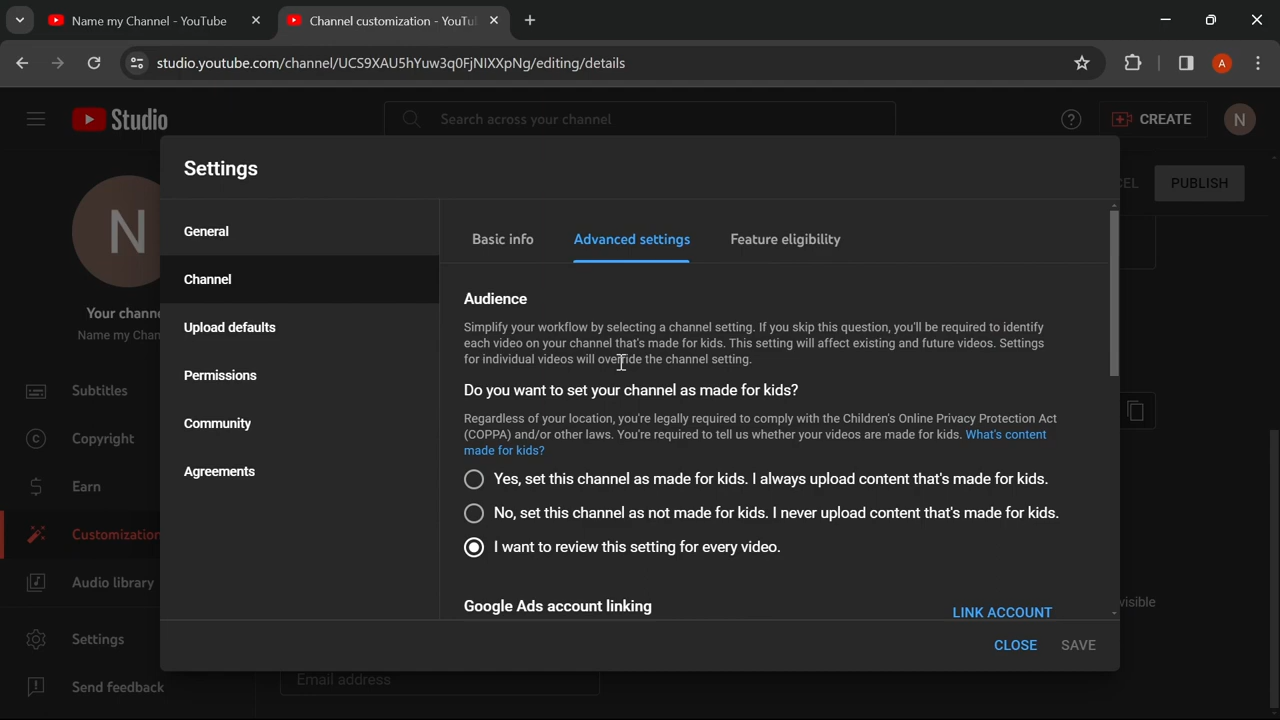 Name my Channel - YouTube
Channel customization - YouTu
studio.youtube.com/channel/UCS9XAU5hYuw3q0FjNIXXpNg/editing/details
A
Studio
Search across your channel
CREATE
N
Settings
CEL
PUBLISH
N
General
Basic info
Advanced settings
Feature eligibility
Channel
Audience
Your channe
Name my Chan
Upload defaults
Simplify your workflow by selecting a channel setting. If you skip this question, you'll be required to identify
each video on your channel that's made for kids. This setting will affect existing and future videos. Settings
for individual videos will override the channel setting.
Permissions
Do you want to set your channel as made for kids?
Subtitles
Community
Regardless of your location, you're legally required to comply with the Children's Online Privacy Protection Act
(COPPA) and/or other laws. You're required to tell us whether your videos are made for kids. What's content
made for kids?
Copyright
Agreements
Yes, set this channel as made for kids. I always upload content that's made for kids.
Earn
No, set this channel as not made for kids. I never upload content that's made for kids.
Customization
I want to review this setting for every video.
Audio library
Google Ads account linking
LINK ACCOUNT
visible
Settings
CLOSE
SAVE
Send feedback
Email address